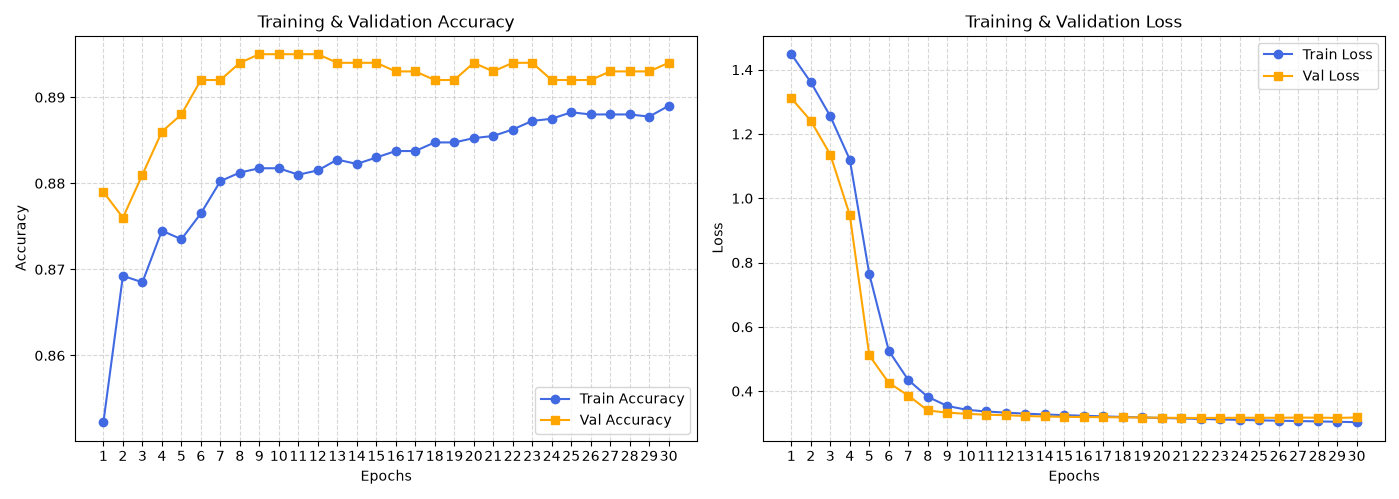 Training & Validation Accuracy
Accuracy
0.89
0.88
0.87
0.86
Train Accuracy
Val Accuracy
1 2 3 4 5 6 7 8 9 10 11 12 13 14 15 16 17 18 19 20 21 22 23 24 25 26 27 28 29 30
Epochs
Training & Validation Loss
Loss
1.4
1.2
1.0
0.8
0.6
0.4
Train Loss
Val Loss
1 2 3 4 5 6 7 8 9 10 11 12 13 14 15 16 17 18 19 20 21 22 23 24 25 26 27 28 29 30
Epochs